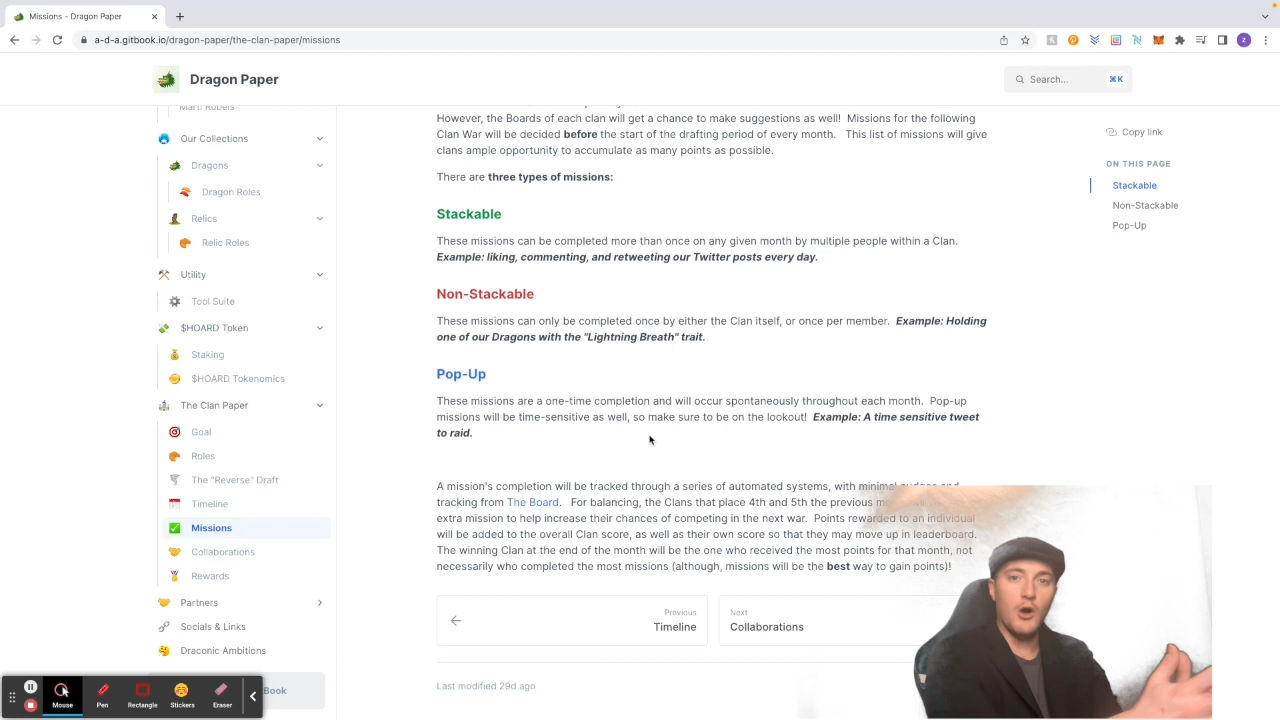 Missions - Dragon Paper
a-d-a.gitbook.io/dragon-paper/the-clan-paper/missions
Z
Dragon Paper
Search...
⌘K
Marti Rubels
Our Collections
Dragons
Dragon Roles
Relics
Relic Roles
Utility
Tool Suite
$HOARD Token
Staking
$HOARD Tokenomics
The Clan Paper
Goal
Roles
The "Reverse" Draft
Timeline
Missions
Collaborations
Rewards
Partners
Socials & Links
Draconic Ambitions
Book
However, the Boards of each clan will get a chance to make suggestions as well! Missions for the following
Clan War will be decided before the start of the drafting period of every month. This list of missions will give
clans ample opportunity to accumulate as many points as possible.
There are three types of missions:
Stackable
These missions can be completed more than once on any given month by multiple people within a Clan.
Example: liking, commenting, and retweeting our Twitter posts every day.
Non-Stackable
These missions can only be completed once by either the Clan itself, or once per member. Example: Holding
one of our Dragons with the "Lightning Breath" trait.
Pop-Up
These missions are a one-time completion and will occur spontaneously throughout each month. Pop-up
missions will be time-sensitive as well, so make sure to be on the lookout! Example: A time sensitive tweet
to raid.
A mission's completion will be tracked through a series of automated systems, with minimal
tracking from The Board. For balancing, the Clans that place 4th and 5th the previous
extra mission to help increase their chances of competing in the next war. Points rewarded to an individual
will be added to the overall Clan score, as well as their own score so that they may move up in leaderboard.
The winning Clan at the end of the month will be the one who received the most points for that month, not
necessarily who completed the most missions (although, missions will be the best way to gain points)!
Previous
Timeline
Next
Collaborations
Last modified 29d ago
Copy link
ON THIS PAGE
Stackable
Non-Stackable
Pop-Up
Mouse
Pen
Rectangle
Stickers
Eraser